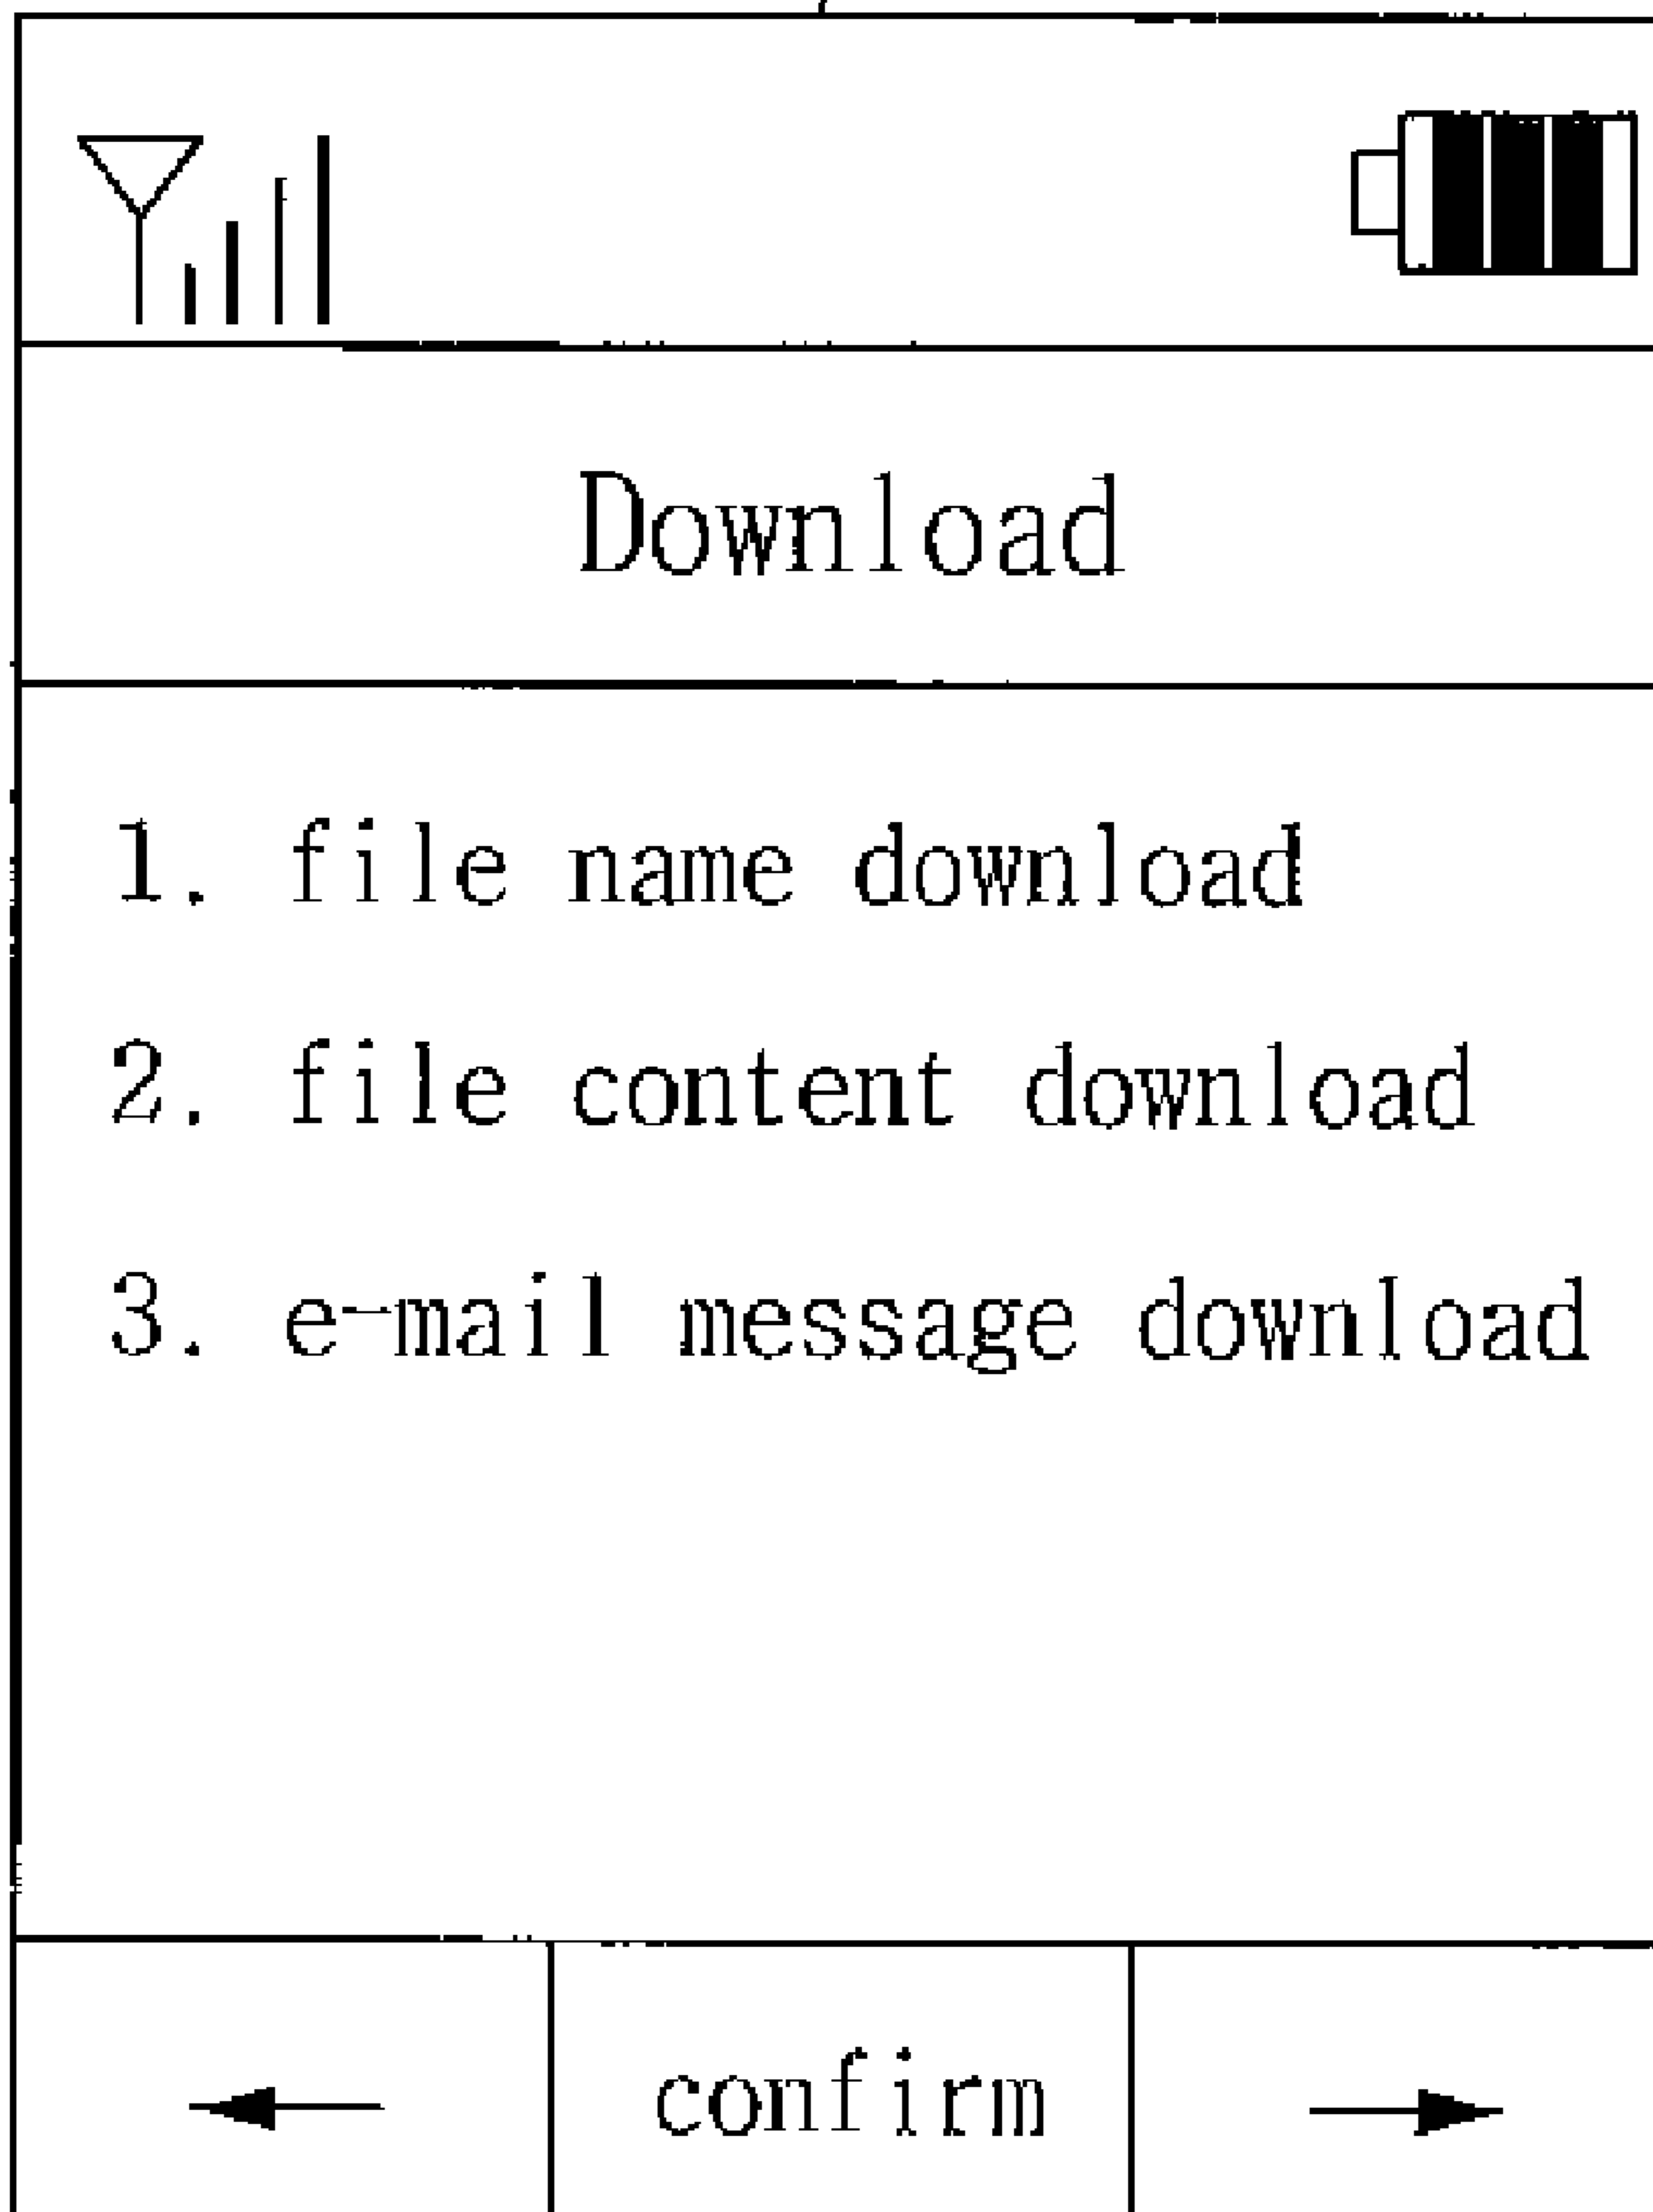 Download
1. file name download
2. file content download
3. e-mail message download
confirm